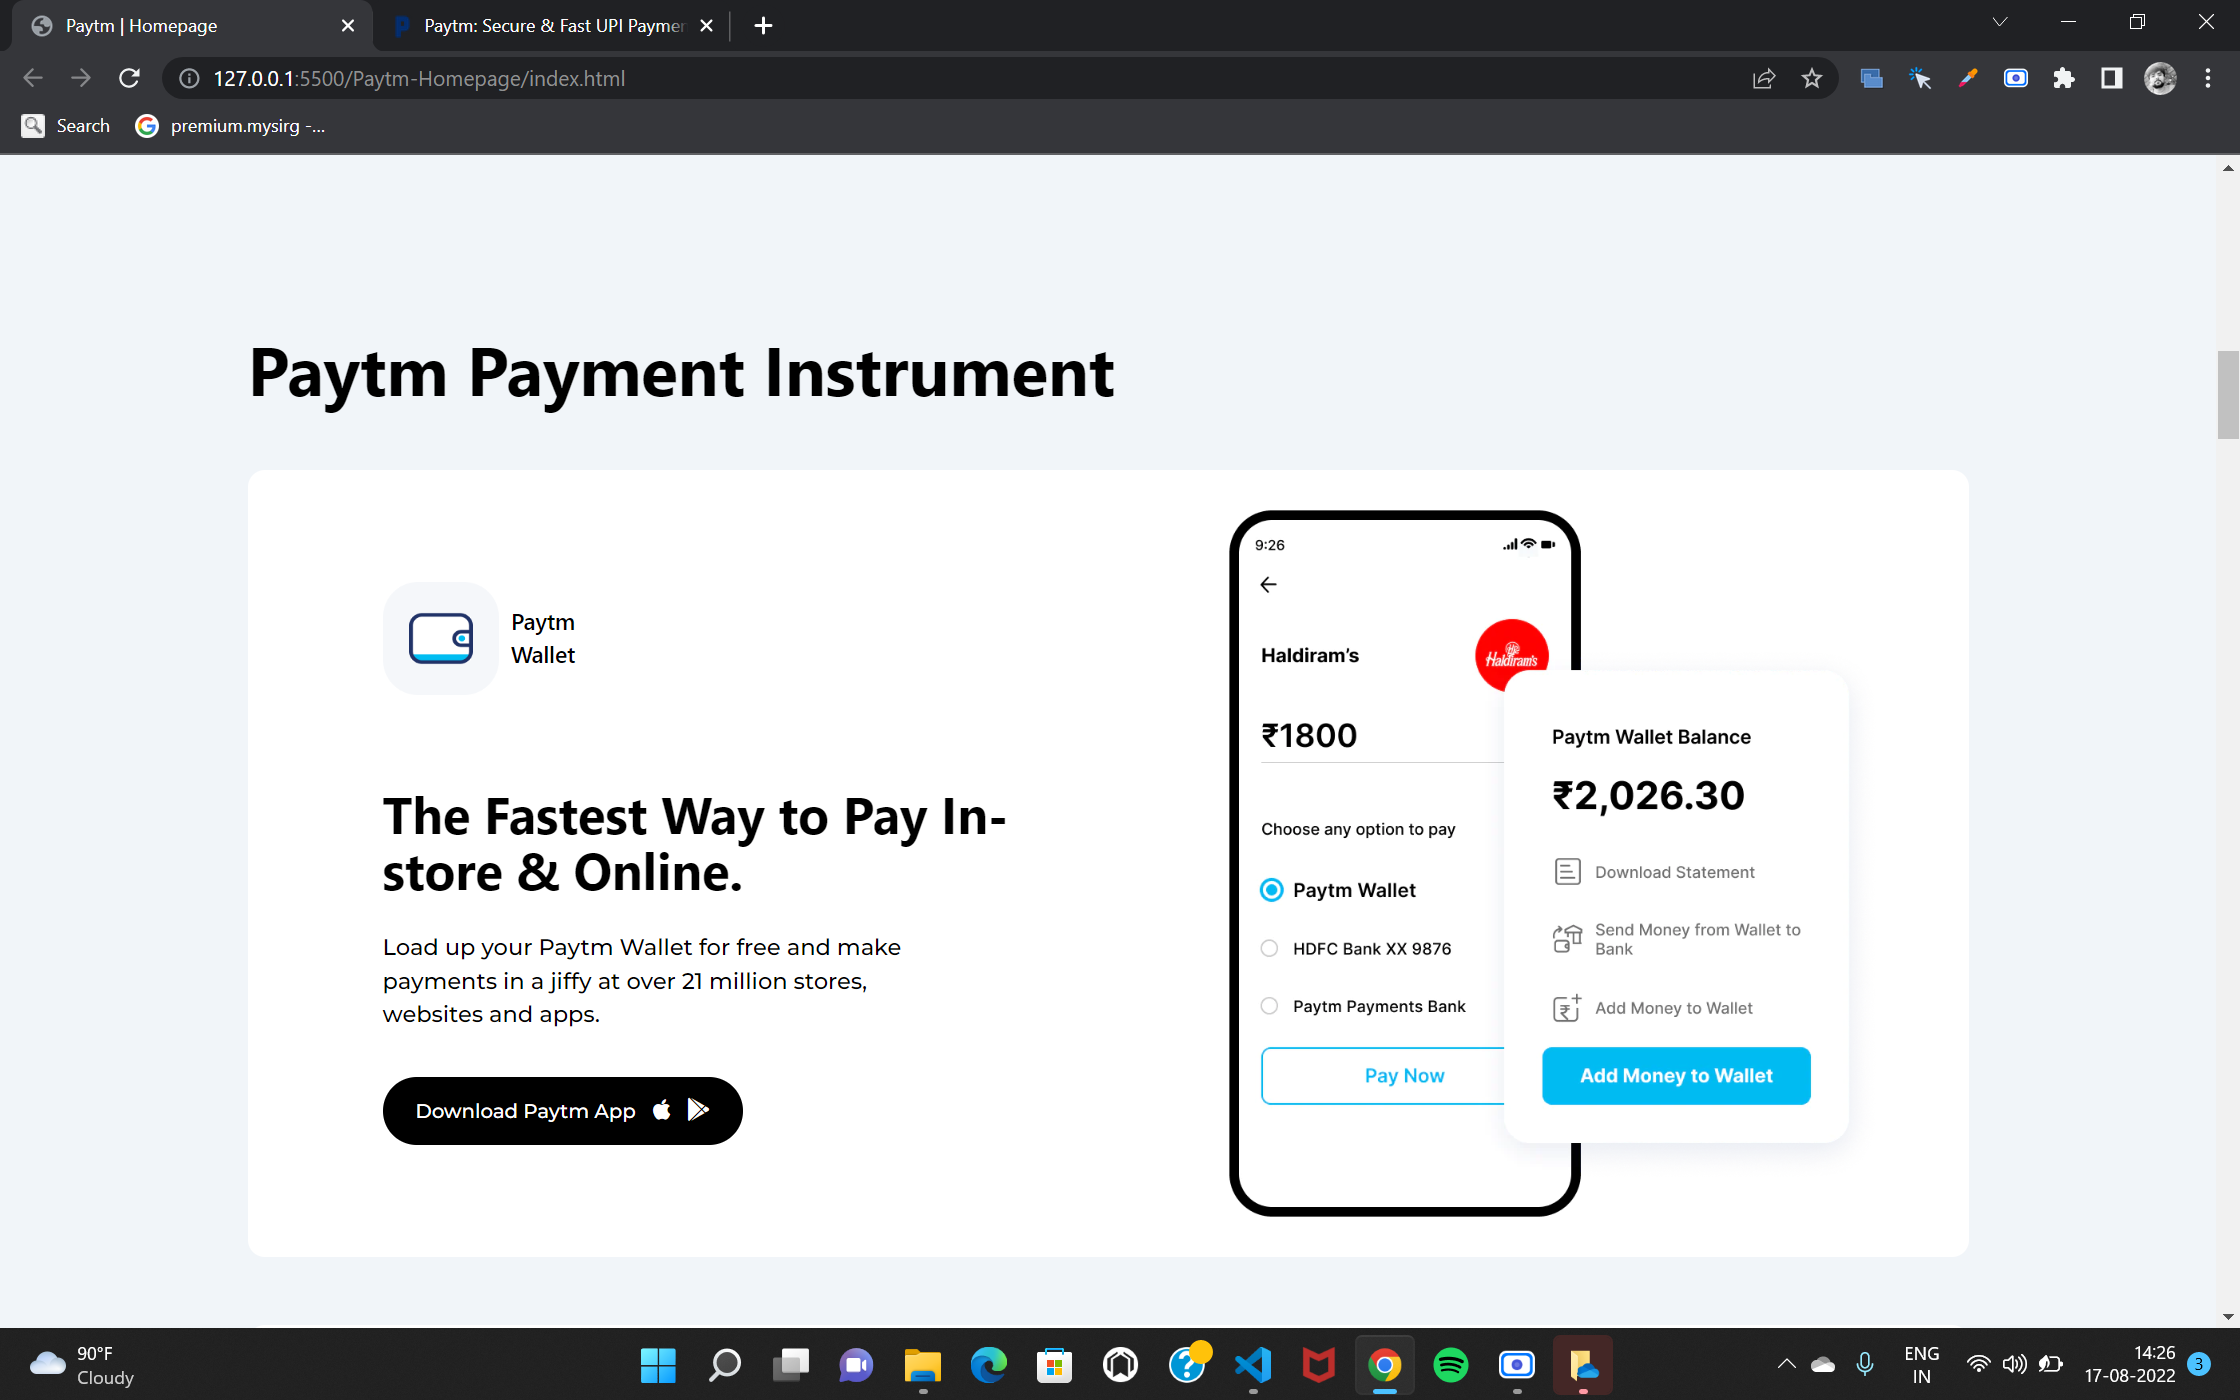 Paytm | Homepage
Paytm: Secure & Fast UPI Paymen
127.0.0.1:5500/Paytm-Homepage/index.html
Search
premium.mysirg -...
Paytm Payment Instrument
Paytm
Wallet
The Fastest Way to Pay In-
store & Online.
Load up your Paytm Wallet for free and make
payments in a jiffy at over 21 million stores,
websites and apps.
Download Paytm App
9:26
Haldiram's
Haldiram's
₹1800
Choose any option to pay
Paytm Wallet
HDFC Bank XX 9876
Paytm Payments Bank
Pay Now
Paytm Wallet Balance
₹2,026.30
Download Statement
Send Money from Wallet to
Bank
Add Money to Wallet
Add Money to Wallet
90°F
Cloudy
ENG
IN
14:26
17-08-2022
3